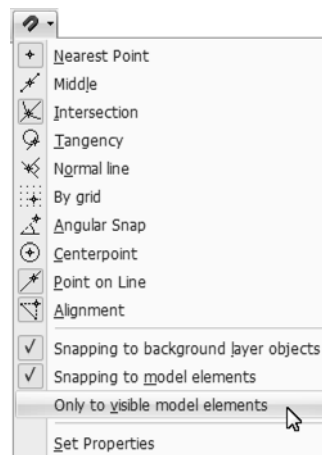 Nearest Point
Middle
Intersection
Tangency
Normal line
By grid
Angular Snap
Centerpoint
Point on Line
Alignment
Snapping to background layer objects
Snapping to model elements
Only to visible model elements
Set Properties